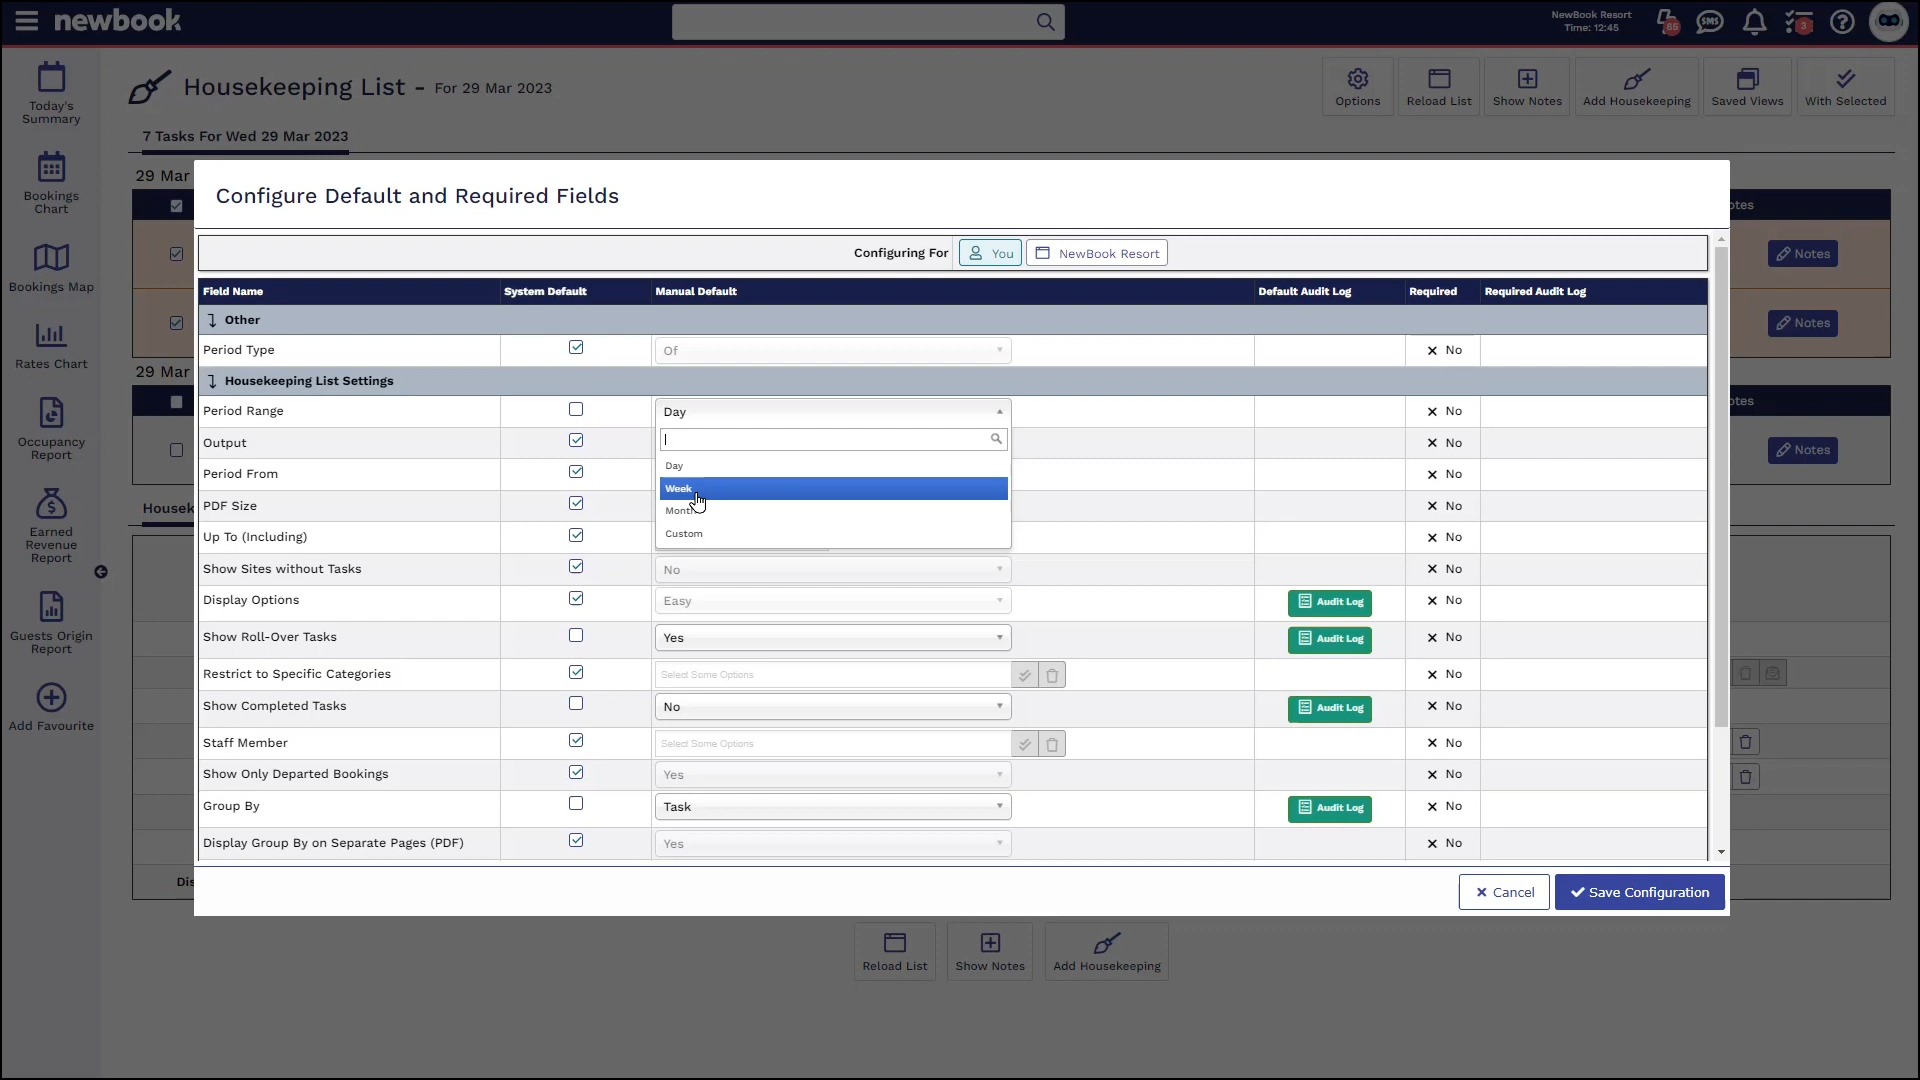 newbook
NewBook Resort
Time: 12:45
85
SMS
3
Today's
Summary
Bookings
Chart
Bookings Map
Rates Chart
Occupancy
Report
Earned
Revenue
Report
Guests Origin
Report
Add Favourite
Housekeeping List - For 29 Mar 2023
Options
Reload List
Show Notes
Add Housekeeping
Saved Views
With Selected
7 Tasks For Wed 29 Mar 2023
29 Mar
otes
Notes
Notes
29 Mar
otes
Notes
Housek
Dis
Configure Default and Required Fields
Configuring For You NewBook Resort
Field Name System Default Manual Default Default Audit Log Required Required Audit Log
Other
Period Type Of No
Housekeeping List Settings
Period Range Day No
Output No
Day
Period From No
Week
PDF Size No
Month
Custom
Up To (Including) No
Show Sites without Tasks No No
Display Options Easy Audit Log No
Show Roll-Over Tasks Yes Audit Log No
Restrict to Specific Categories Select Some Options No
Show Completed Tasks No Audit Log No
Staff Member Select Some Options No
Show Only Departed Bookings Yes No
Group By Task Audit Log No
Display Group By on Separate Pages (PDF) Yes No
Cancel
Save Configuration
Reload List
Show Notes
Add Housekeeping